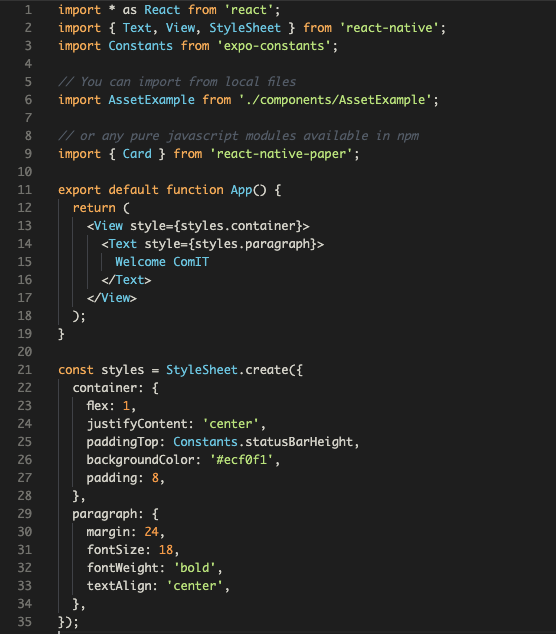 1 import * as React from 'react';
2 import { Text, View, StyleSheet } from 'react-native';
3 import Constants from 'expo-constants';
4
5 // You can import from local files
6 import AssetExample from './components/AssetExample';
7
8 // or any pure javascript modules available in npm
9 import { Card } from 'react-native-paper';
10
11 export default function App() {
12   return (
13     <View style={styles.container}>
14       <Text style={styles.paragraph}>
15         Welcome ComIT
16       </Text>
17     </View>
18   );
19 }
20
21 const styles = StyleSheet.create({
22   container: {
23     flex: 1,
24     justifyContent: 'center',
25     paddingTop: Constants.statusBarHeight,
26     backgroundColor: '#ecf0f1',
27     padding: 8,
28   },
29   paragraph: {
30     margin: 24,
31     fontSize: 18,
32     fontWeight: 'bold',
33     textAlign: 'center',
34   },
35 });